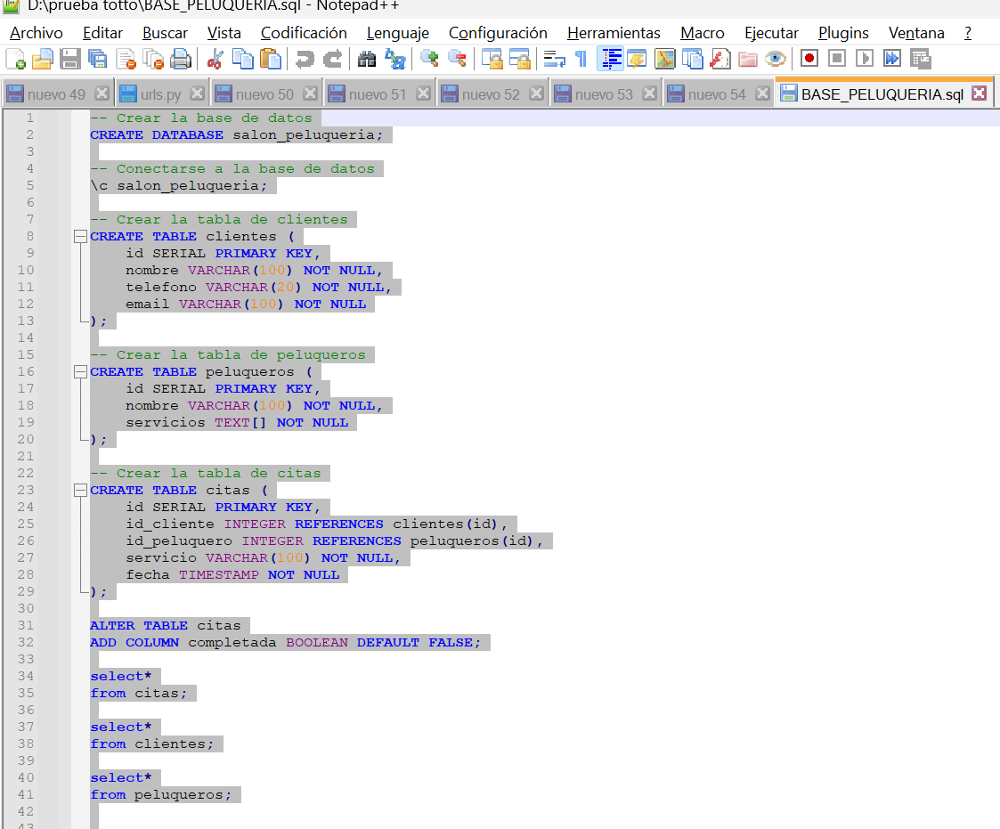 D:\prueba totto\BASE_PELUQUERIA.sql - Notepad++
Archivo Editar Buscar Vista Codificación Lenguaje Configuración Herramientas Macro Ejecutar Plugins Ventana ?
nuevo 49 urls.py nuevo 50 nuevo 51 nuevo 52 nuevo 53 nuevo 54 BASE_PELUQUERIA.sql
1 -- Crear la base de datos
2 CREATE DATABASE salon_peluqueria;
3
4 -- Conectarse a la base de datos
5 \c salon_peluqueria;
6
7 -- Crear la tabla de clientes
8 CREATE TABLE clientes (
9 id SERIAL PRIMARY KEY,
10 nombre VARCHAR(100) NOT NULL,
11 telefono VARCHAR(20) NOT NULL,
12 email VARCHAR(100) NOT NULL
13 );
14
15 -- Crear la tabla de peluqueros
16 CREATE TABLE peluqueros (
17 id SERIAL PRIMARY KEY,
18 nombre VARCHAR(100) NOT NULL,
19 servicios TEXT[] NOT NULL
20 );
21
22 -- Crear la tabla de citas
23 CREATE TABLE citas (
24 id SERIAL PRIMARY KEY,
25 id_cliente INTEGER REFERENCES clientes(id),
26 id_peluquero INTEGER REFERENCES peluqueros(id),
27 servicio VARCHAR(100) NOT NULL,
28 fecha TIMESTAMP NOT NULL
29 );
30
31 ALTER TABLE citas
32 ADD COLUMN completada BOOLEAN DEFAULT FALSE;
33
34 select*
35 from citas;
36
37 select*
38 from clientes;
39
40 select*
41 from peluqueros;
42
43